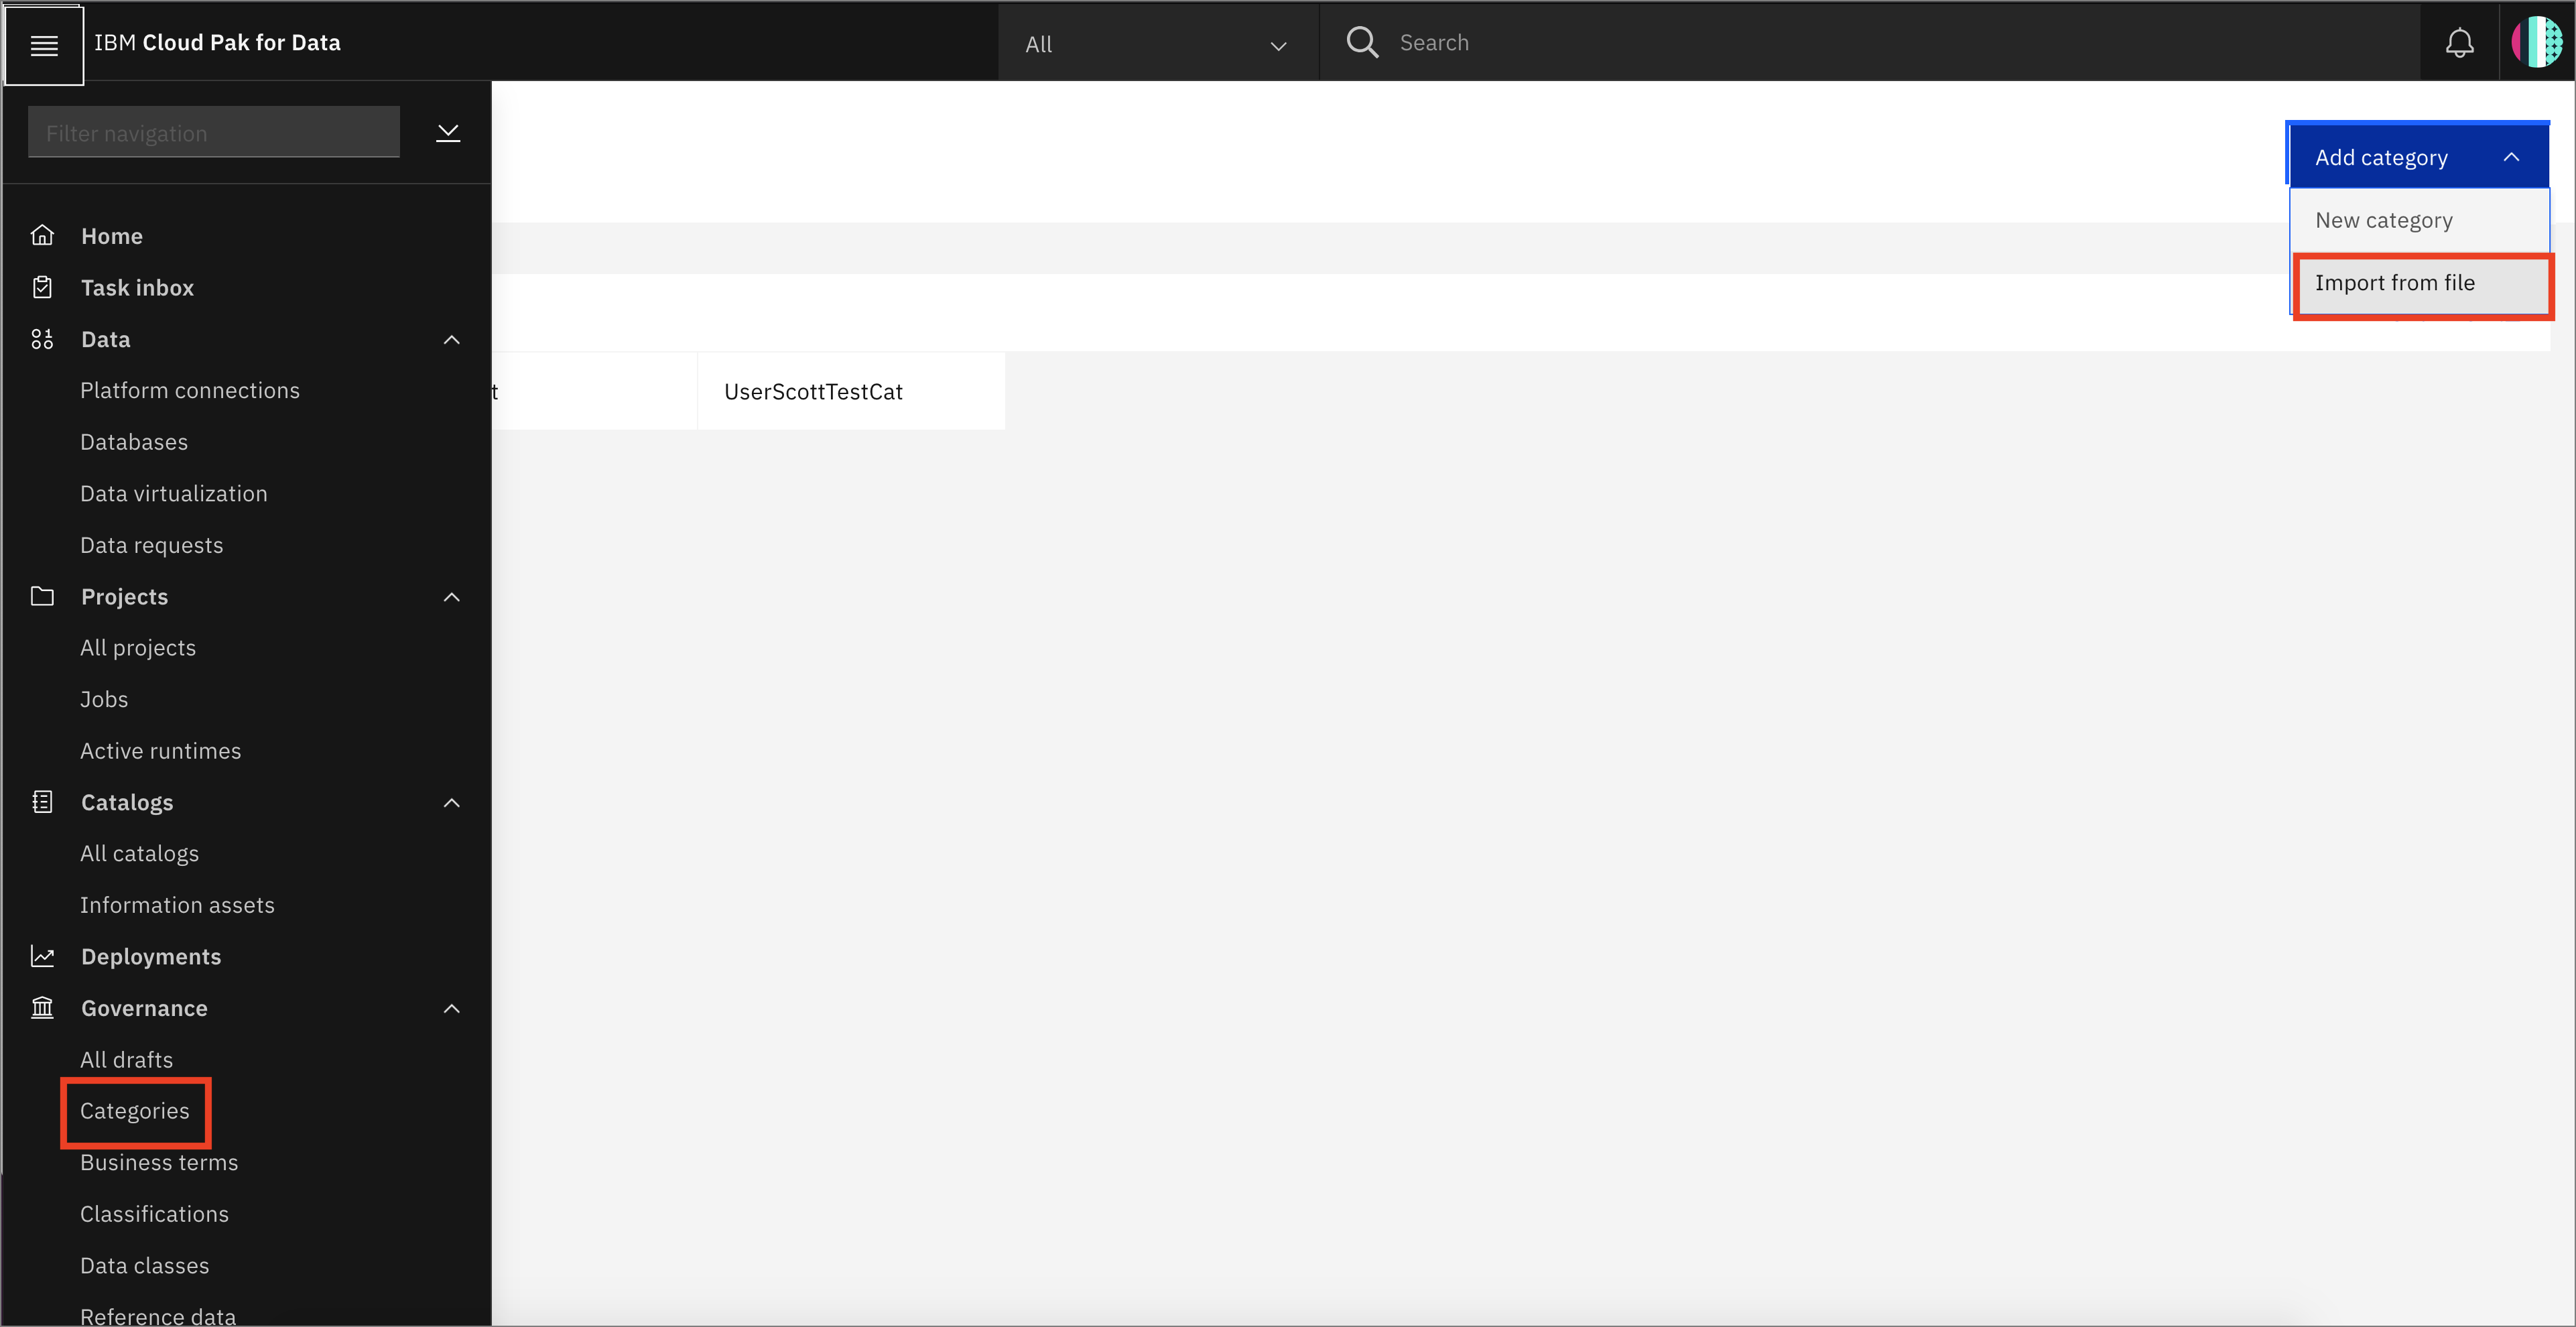 IBM Cloud Pak for Data
All
Search
Filter navigation
Home
Task inbox
Data
Platform connections
Databases
Data virtualization
Data requests
Projects
All projects
Jobs
Active runtimes
Catalogs
All catalogs
Information assets
Deployments
Governance
All drafts
Categories
Business terms
Classifications
Data classes
Reference data
Add category
New category
Import from file
t
UserScottTestCat